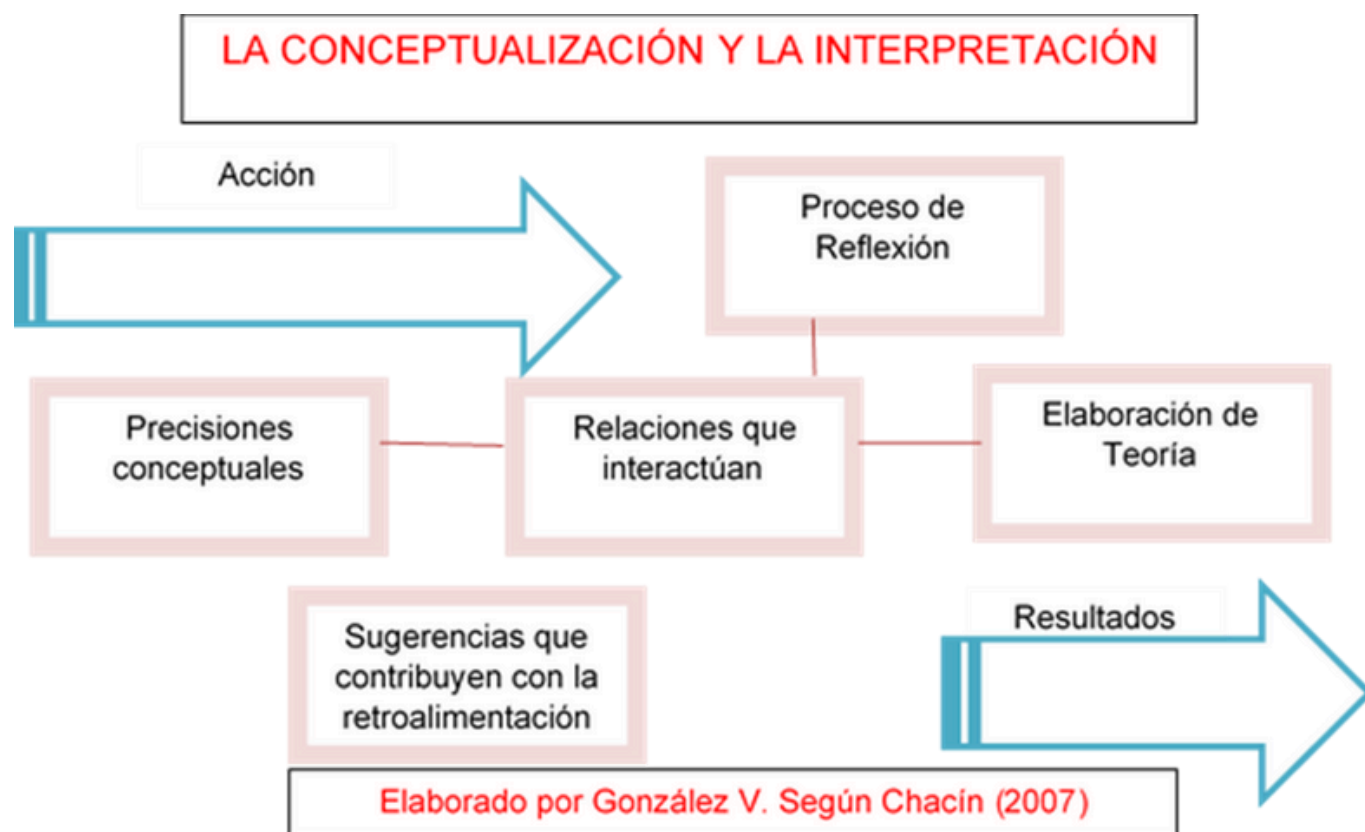 LA CONCEPTUALIZACIÓN Y LA INTERPRETACIÓN
Acción
Proceso de
Reflexión
Precisiones
conceptuales
Relaciones que
interactúan
Elaboración de
Teoría
Sugerencias que
contribuyen con la
retroalimentación
Resultados
Elaborado por González V. Según Chacín (2007)